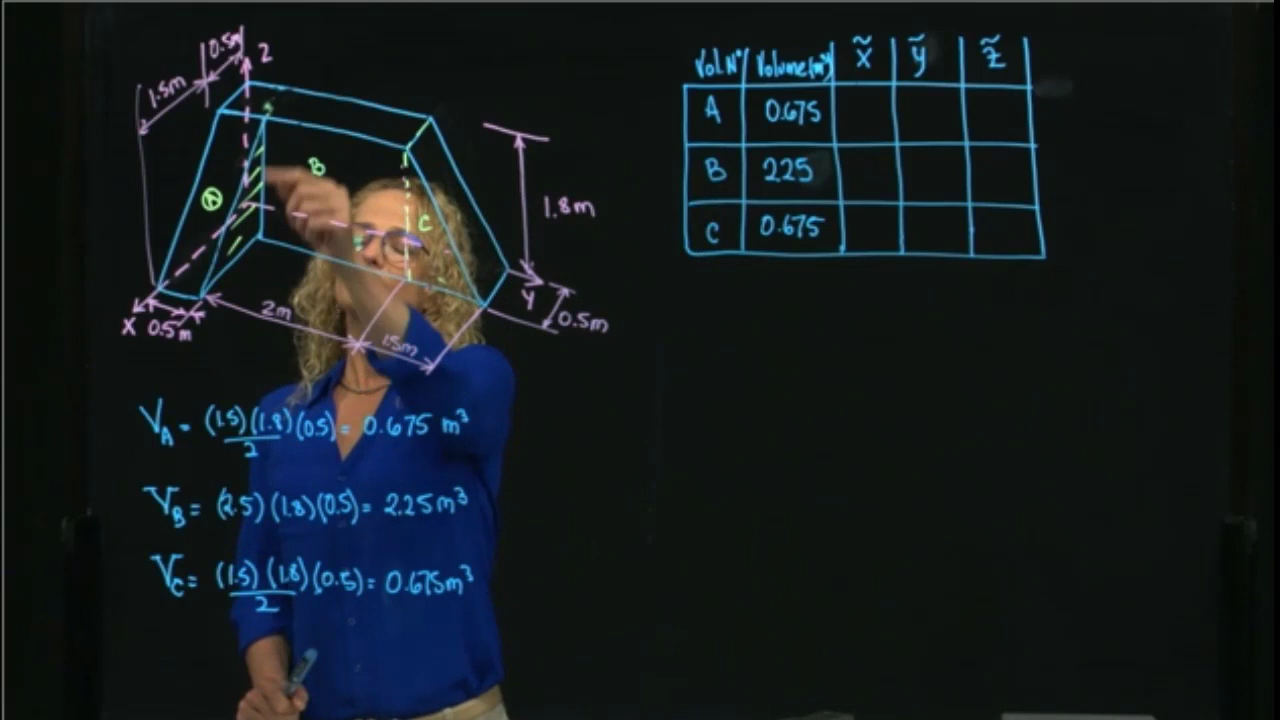 0.5m
Z
1.5m
A
B
C
1.8m
Y
0.5m
X
0.5m
2m
1.5m
V_A = (1.5)(1.8)(0.5) = 0.675 m³
2
V_B = (2.5)(1.8)(0.5) = 2.25 m³
V_C = (1.5)(1.8)(0.5) = 0.675 m³
2
Vol. N° Volume (m³) x̃ ỹ z̃
A 0.675
B 2.25
C 0.675